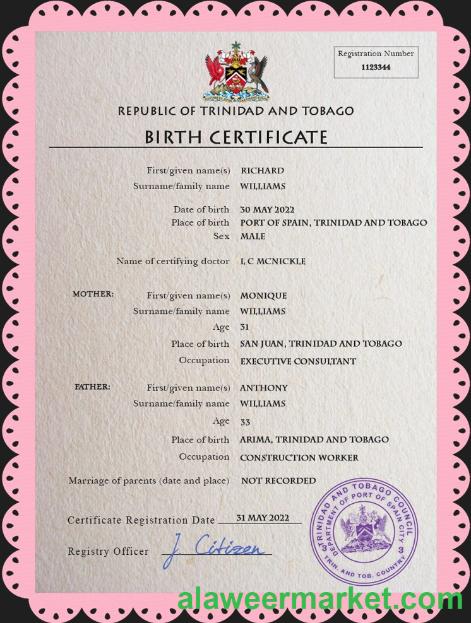 Registration Number
1123344
REPUBLIC OF TRINIDAD AND TOBAGO
BIRTH CERTIFICATE
First/given name(s) RICHARD
Surname/family name WILLIAMS
Date of birth 30 MAY 2022
Place of birth PORT OF SPAIN, TRINIDAD AND TOBAGO
Sex MALE
Name of certifying doctor I, C MCNICKLE
MOTHER: First/given name(s) MONIQUE
Surname/family name WILLIAMS
Age 31
Place of birth SAN JUAN, TRINIDAD AND TOBAGO
Occupation EXECUTIVE CONSULTANT
FATHER: First/given name(s) ANTHONY
Surname/family name WILLIAMS
Age 33
Place of birth ARIMA, TRINIDAD AND TOBAGO
Occupation CONSTRUCTION WORKER
Marriage of parents (date and place) NOT RECORDED
Certificate Registration Date 31 MAY 2022
Registry Officer J. Citizen
TRINIDAD AND TOBAGO COUNCIL
DEPARTMENT OF PORT OF SPAIN CITY
3 3
TRIN. AND TOB. COUNTRY
alaweermarket.com